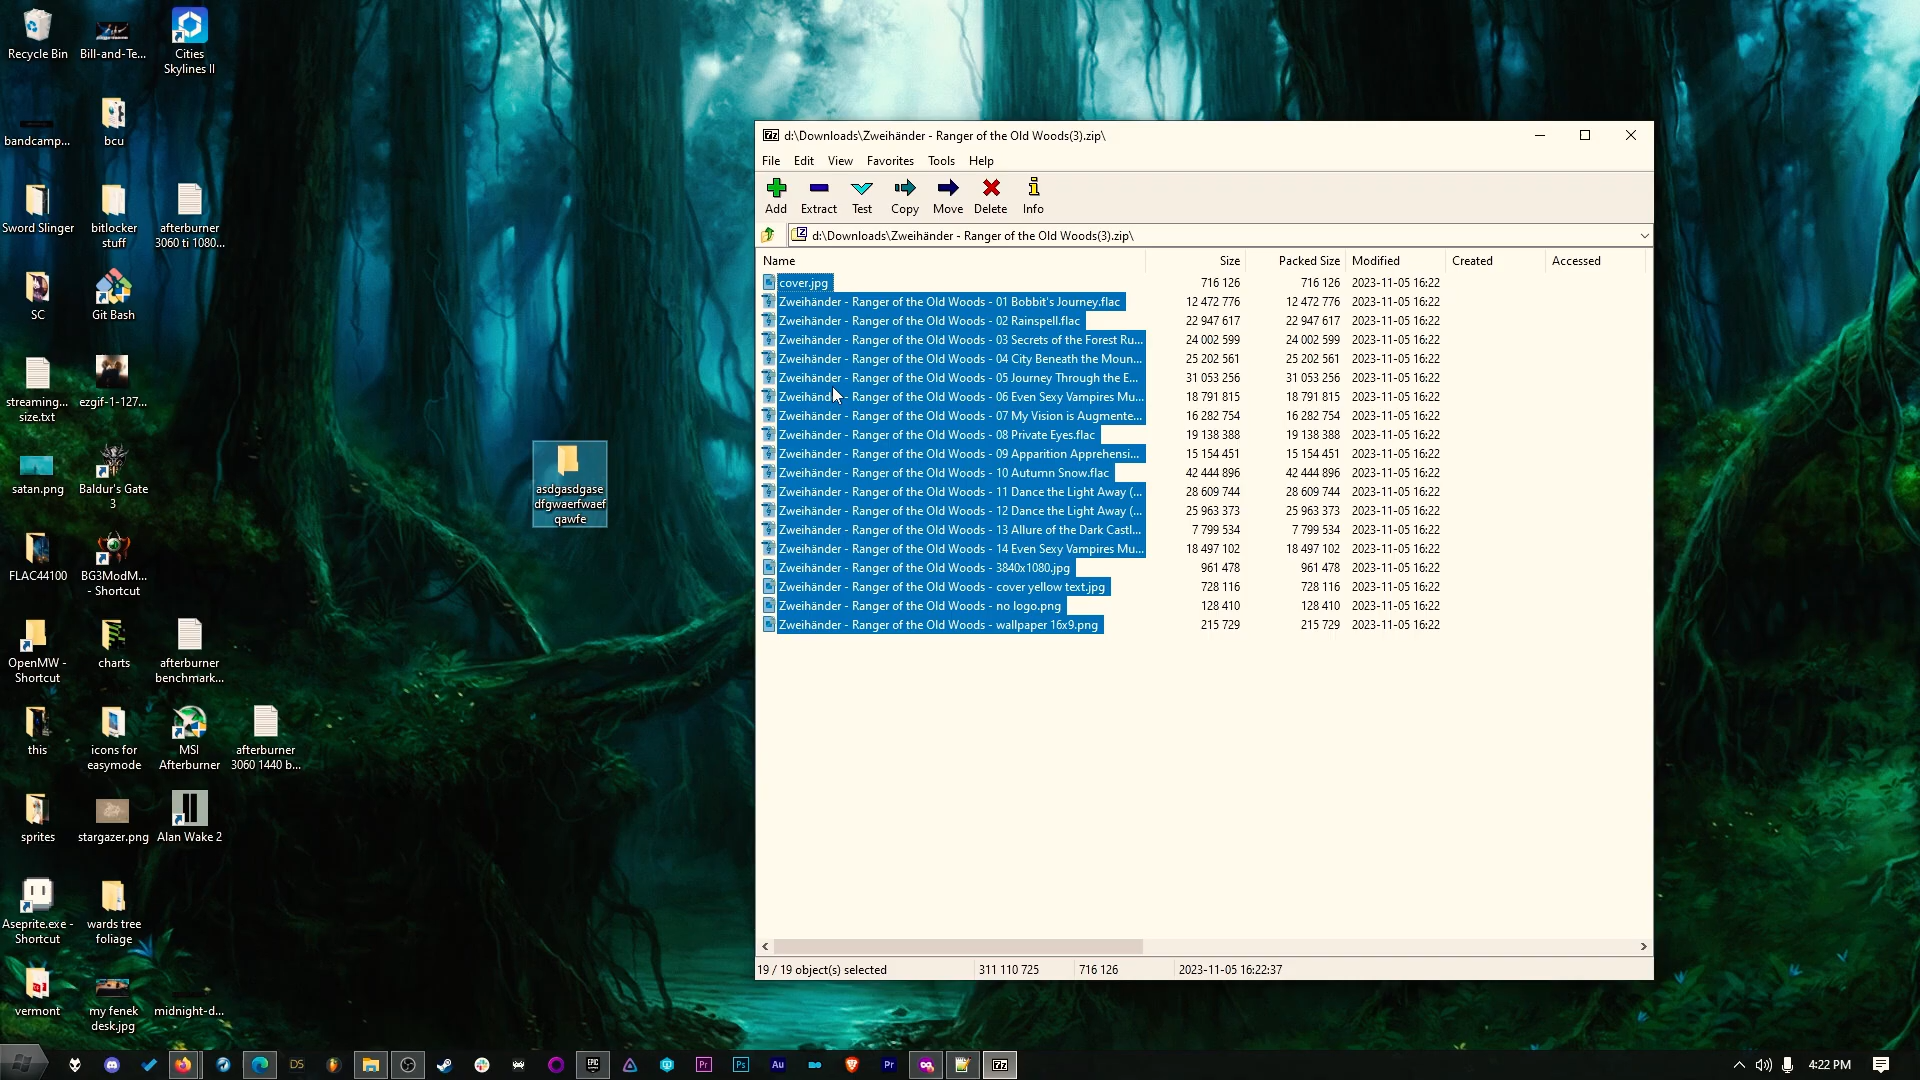 Recycle Bin
Bill-and-Te...
Cities
Skylines II
bandcamp...
bcu
Sword Slinger
bitlocker
stuff
afterburner
3060 ti 1080...
SC
Git Bash
streaming...
size.txt
ezgif-1-127...
satan.png
Baldur's Gate
3
FLAC44100
BG3ModM...
- Shortcut
OpenMW -
Shortcut
charts
afterburner
benchmark...
this
icons for
easymode
MSI
Afterburner
afterburner
3060 1440 b...
sprites
stargazer.png
Alan Wake 2
Aseprite.exe -
Shortcut
wards tree
foliage
vermont
my fenek
desk.jpg
midnight-d...
asdgasdgase
dfgwaerfwaef
qawfe
7z d:\Downloads\Zweihänder - Ranger of the Old Woods(3).zip\
File Edit View Favorites Tools Help
Add Extract Test Copy Move Delete Info
d:\Downloads\Zweihänder - Ranger of the Old Woods(3).zip\
Name Size Packed Size Modified Created Accessed
cover.jpg 716 126 716 126 2023-11-05 16:22
Zweihänder - Ranger of the Old Woods - 01 Bobbit's Journey.flac 12 472 776 12 472 776 2023-11-05 16:22
Zweihänder - Ranger of the Old Woods - 02 Rainspell.flac 22 947 617 22 947 617 2023-11-05 16:22
Zweihänder - Ranger of the Old Woods - 03 Secrets of the Forest Ru... 24 002 599 24 002 599 2023-11-05 16:22
Zweihänder - Ranger of the Old Woods - 04 City Beneath the Moun... 25 202 561 25 202 561 2023-11-05 16:22
Zweihänder - Ranger of the Old Woods - 05 Journey Through the E... 31 053 256 31 053 256 2023-11-05 16:22
Zweihänder - Ranger of the Old Woods - 06 Even Sexy Vampires Mu... 18 791 815 18 791 815 2023-11-05 16:22
Zweihänder - Ranger of the Old Woods - 07 My Vision is Augmente... 16 282 754 16 282 754 2023-11-05 16:22
Zweihänder - Ranger of the Old Woods - 08 Private Eyes.flac 19 138 388 19 138 388 2023-11-05 16:22
Zweihänder - Ranger of the Old Woods - 09 Apparition Apprehensi... 15 154 451 15 154 451 2023-11-05 16:22
Zweihänder - Ranger of the Old Woods - 10 Autumn Snow.flac 42 444 896 42 444 896 2023-11-05 16:22
Zweihänder - Ranger of the Old Woods - 11 Dance the Light Away (... 28 609 744 28 609 744 2023-11-05 16:22
Zweihänder - Ranger of the Old Woods - 12 Dance the Light Away (... 25 963 373 25 963 373 2023-11-05 16:22
Zweihänder - Ranger of the Old Woods - 13 Allure of the Dark Castl... 7 799 534 7 799 534 2023-11-05 16:22
Zweihänder - Ranger of the Old Woods - 14 Even Sexy Vampires Mu... 18 497 102 18 497 102 2023-11-05 16:22
Zweihänder - Ranger of the Old Woods - 3840x1080.jpg 961 478 961 478 2023-11-05 16:22
Zweihänder - Ranger of the Old Woods - cover yellow text.jpg 728 116 728 116 2023-11-05 16:22
Zweihänder - Ranger of the Old Woods - no logo.png 128 410 128 410 2023-11-05 16:22
Zweihänder - Ranger of the Old Woods - wallpaper 16x9.png 215 729 215 729 2023-11-05 16:22
19 / 19 object(s) selected 311 110 725 716 126 2023-11-05 16:22:37
DS EPIC Pr Ps Au Pr 7z 4:22 PM